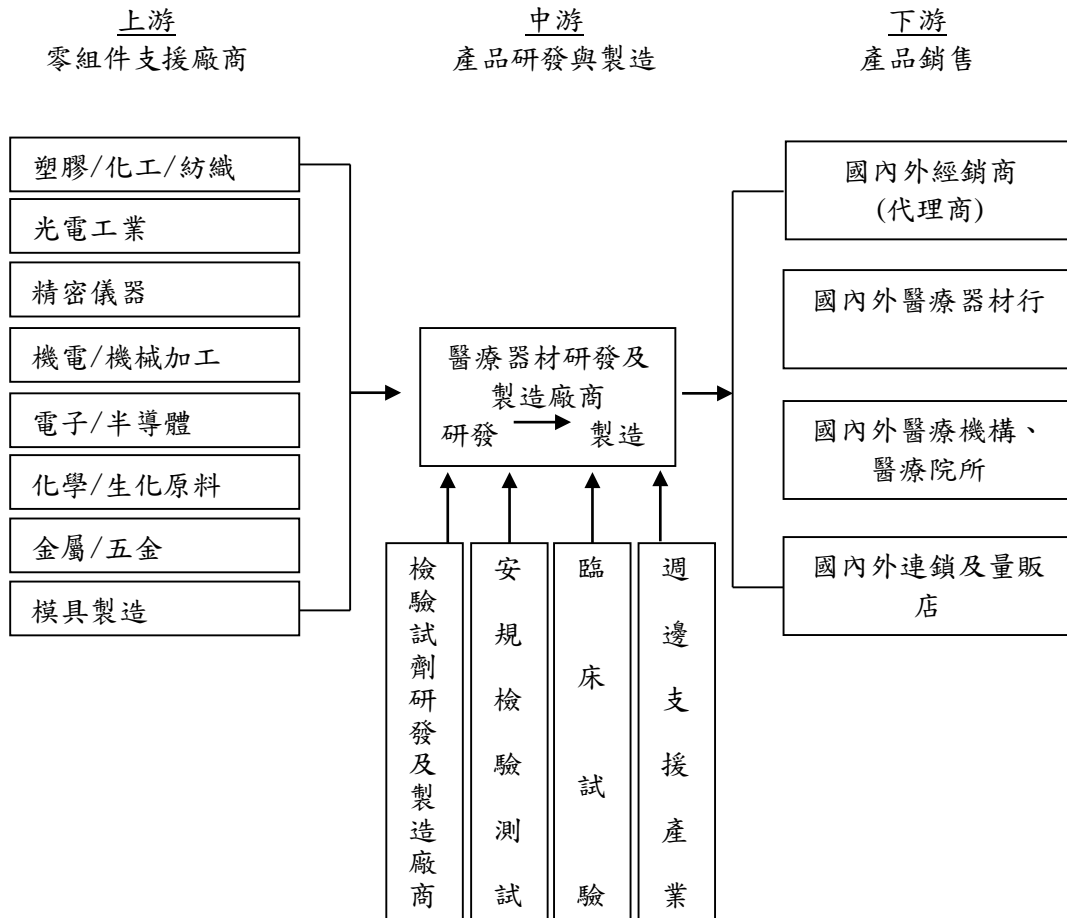 上游
零組件支援廠商
中游
產品研發與製造
下游
產品銷售
塑膠/化工/紡織
光電工業
精密儀器
機電/機械加工
電子/半導體
化學/生化原料
金屬/五金
模具製造
醫療器材研發及
製造廠商
研發
製造
檢驗試劑研發及製造廠商
安規檢驗測試
臨床試驗
週邊支援產業
國內外經銷商
(代理商)
國內外醫療器材行
國內外醫療機構、
醫療院所
國內外連鎖及量販
店